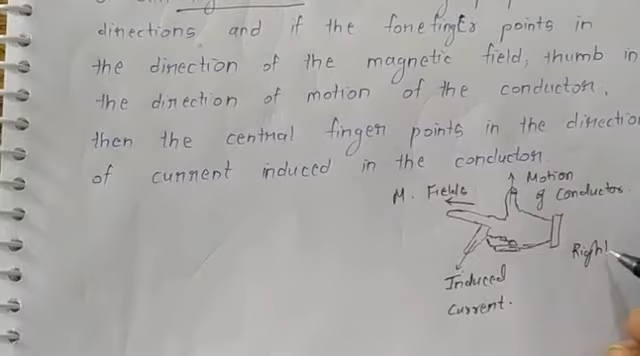 directions and if the forefinger points in
the direction of the magnetic field, thumb in
the direction of motion of the conductor.
then the central finger points in the direction
of current induced in the conductor.
M. Fields
Motion
of Conductor.
Righ
Induced
Current.